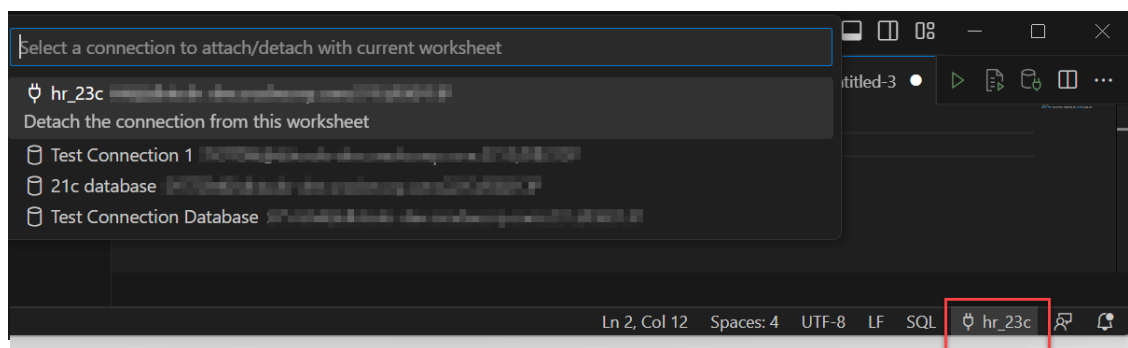 Select a connection to attach/detach with current worksheet
hr_23c
Detach the connection from this worksheet
Test Connection 1
21c database
Test Connection Database
ntitled-3
Ln 2, Col 12 Spaces: 4 UTF-8 LF SQL hr_23c